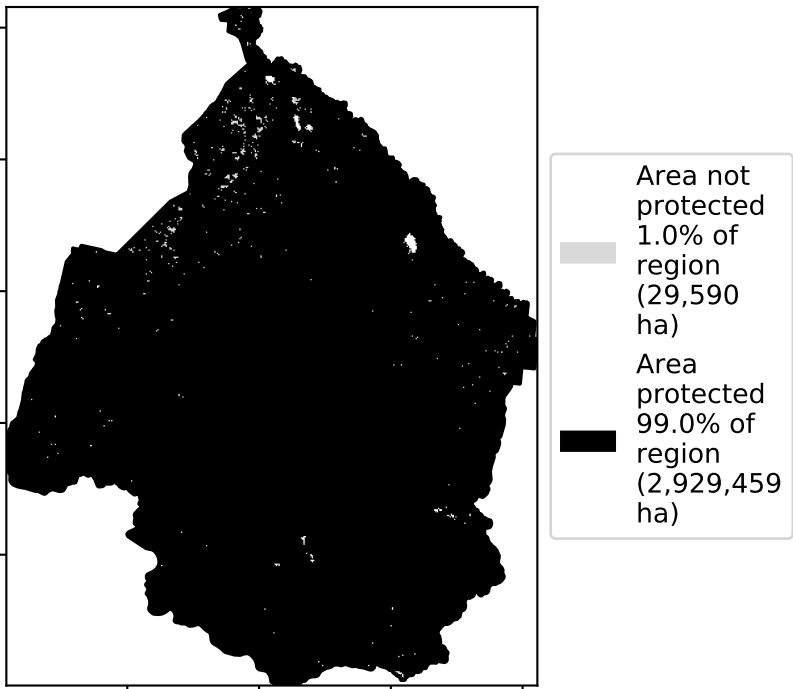 Area not
protected
1.0% of
region
(29,590
ha)
Area
protected
99.0% of
region
(2,929,459
ha)